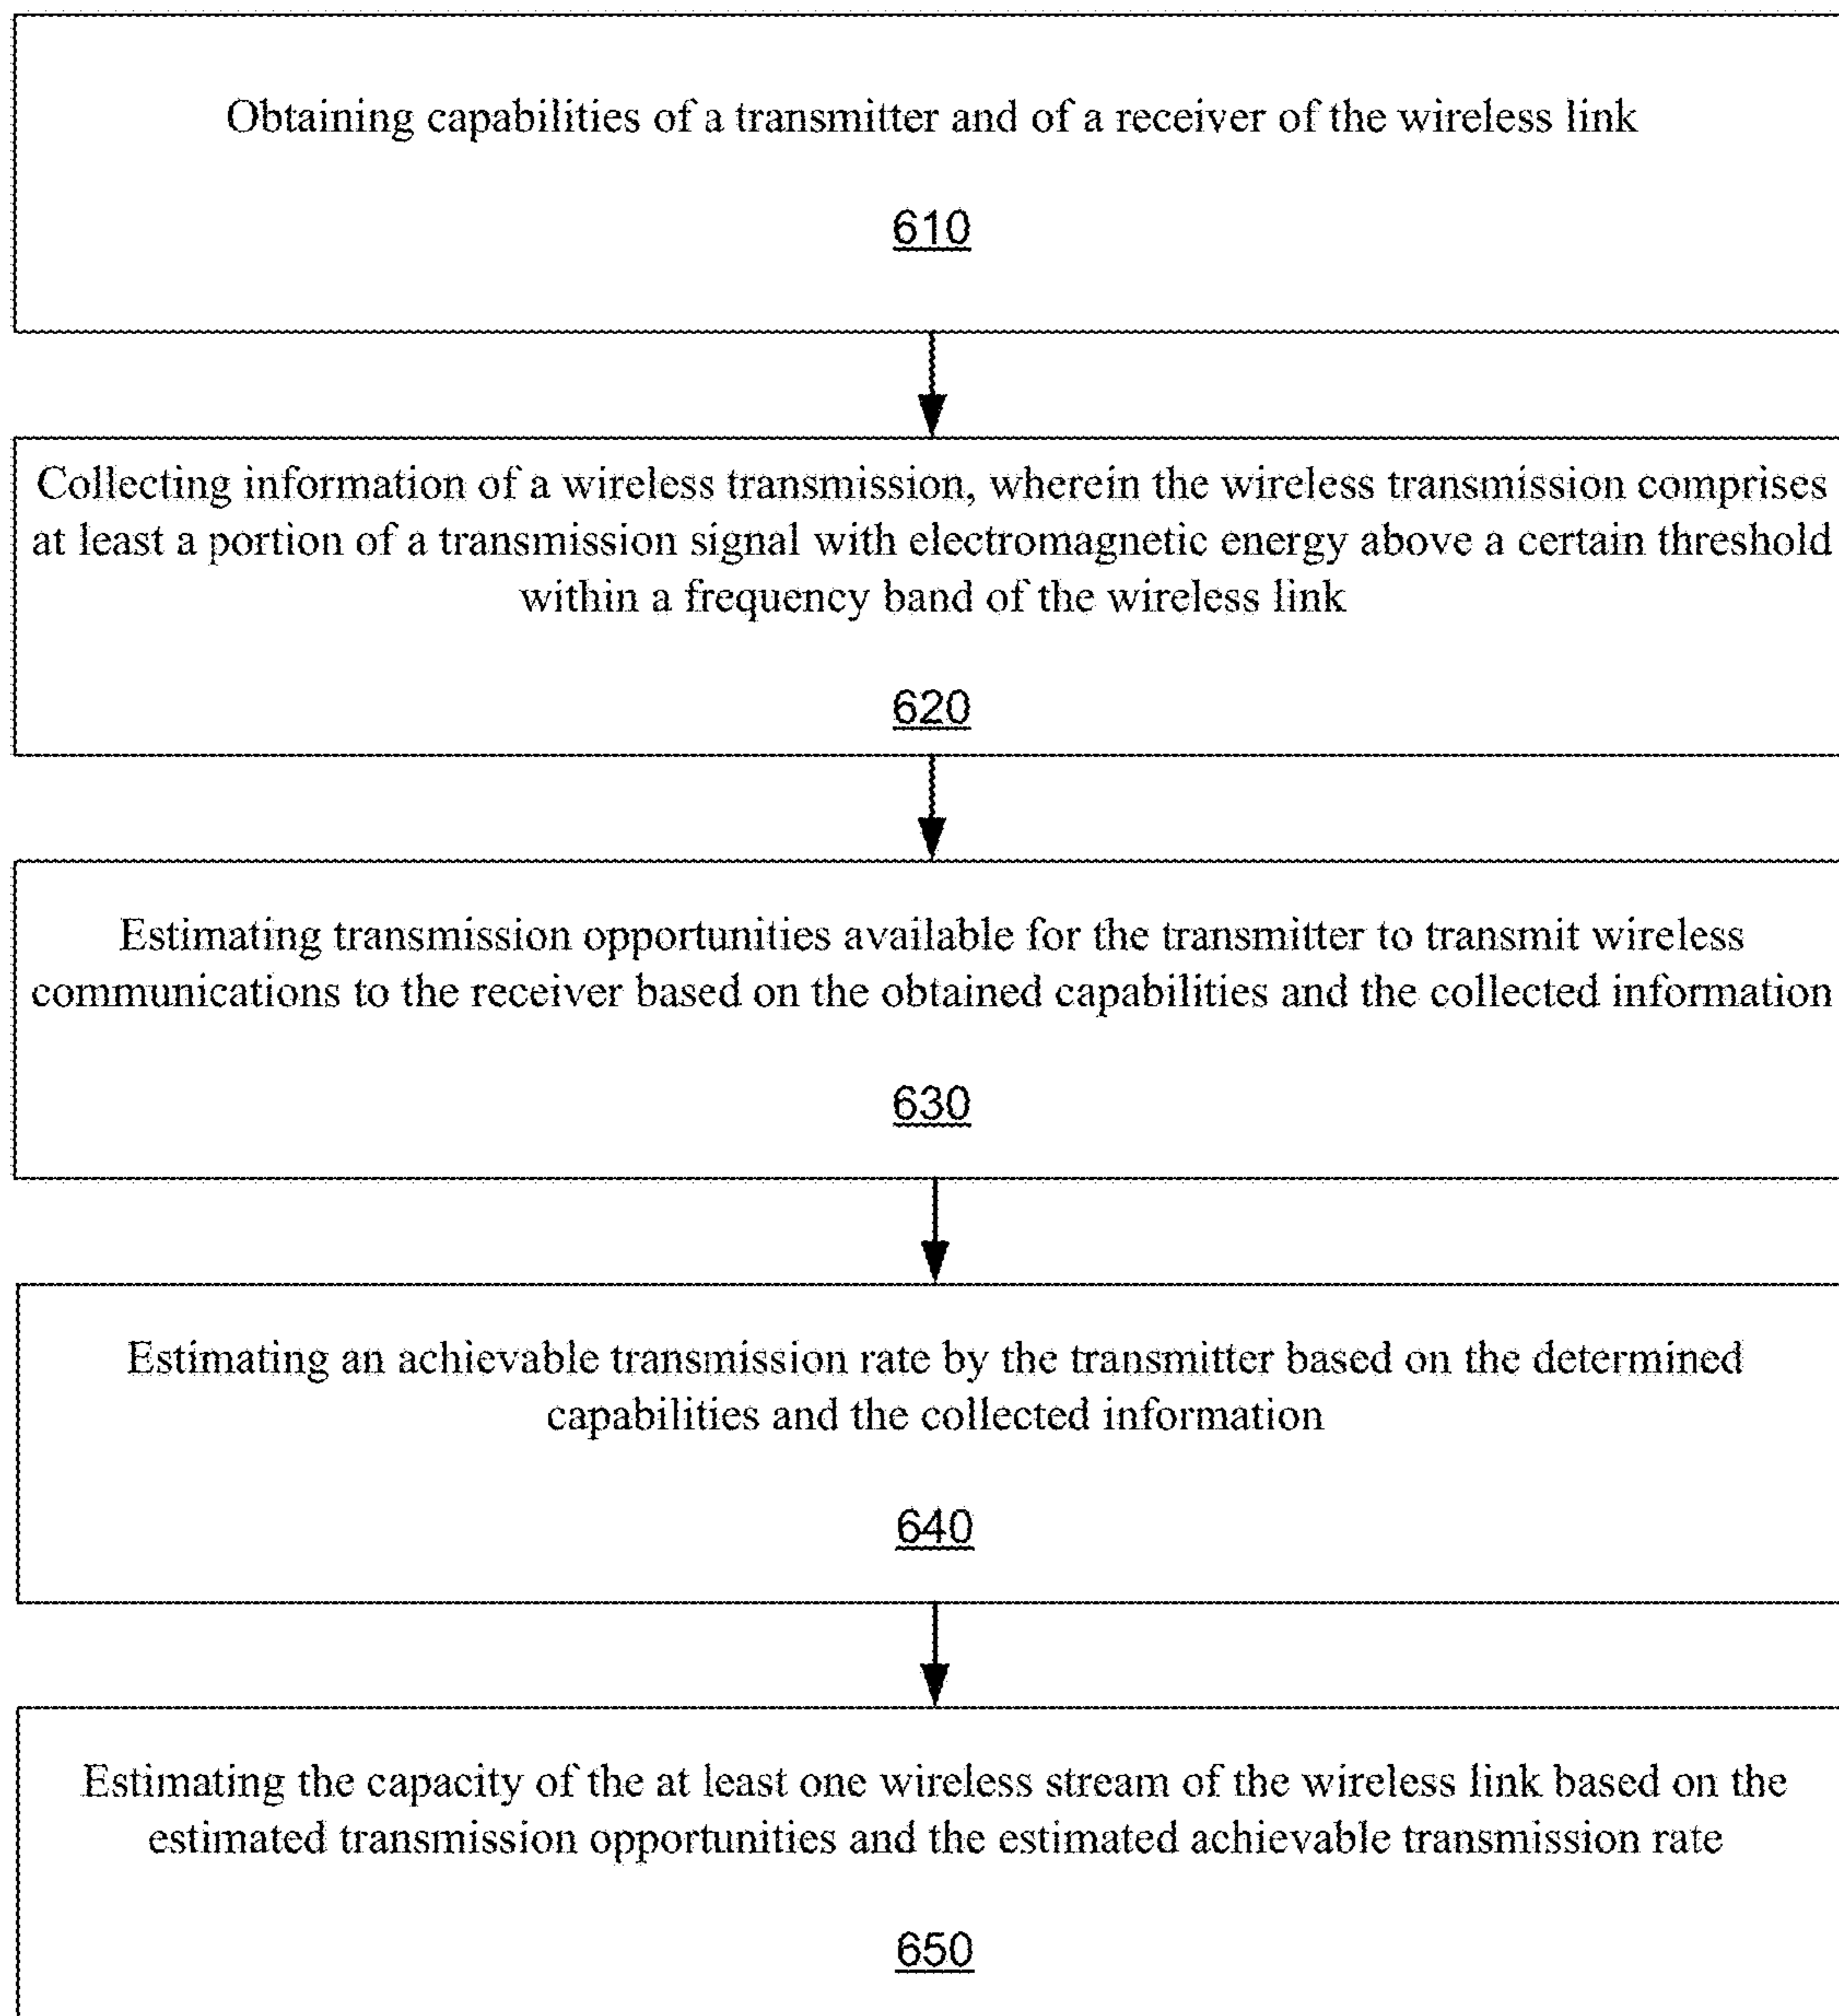 Obtaining capabilities of a transmitter and of a receiver of the wireless link
610
Collecting information of a wireless transmission, wherein the wireless transmission comprises
at least a portion of a transmission signal with electromagnetic energy above a certain threshold
within a frequency band of the wireless link
620
Estimating transmission opportunities available for the transmitter to transmit wireless
communications to the receiver based on the obtained capabilities and the collected information
630
Estimating an achievable transmission rate by the transmitter based on the determined
capabilities and the collected information
640
Estimating the capacity of the at least one wireless stream of the wireless link based on the
estimated transmission opportunities and the estimated achievable transmission rate
650